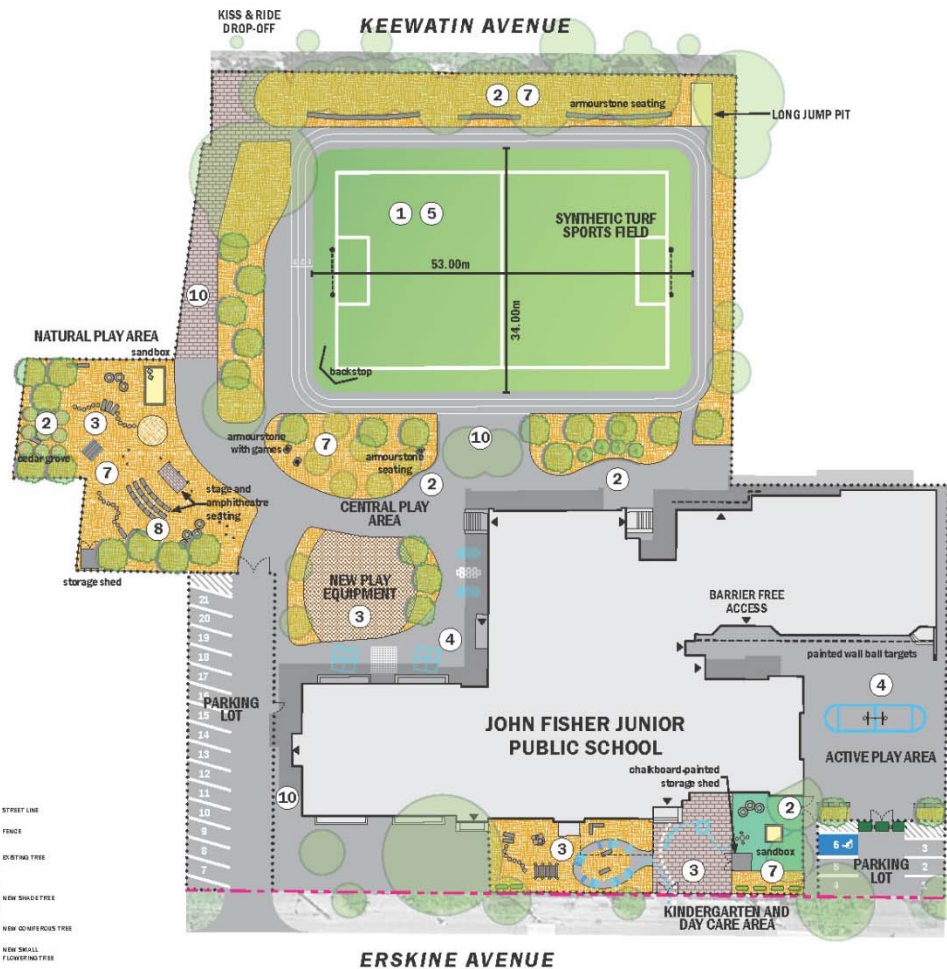 KISS & RIDE
DROP-OFF
KEEWATIN AVENUE
2 7
armourstone seating
LONG JUMP PIT
1 5
SYNTHETIC TURF
SPORTS FIELD
53.00m
34.00m
10
backstop
NATURAL PLAY AREA
sandbox
2
3
cedar grove
7
stage and
amphitheatre
seating
8
storage shed
armourstone
with games
7
armourstone
seating
2
10
2
CENTRAL PLAY
AREA
NEW PLAY
EQUIPMENT
3
4
BARRIER FREE
ACCESS
painted wall ball targets
4
ACTIVE PLAY AREA
21
20
19
18
17
16
15
14
13
12
11
10
9
8
7
PARKING
LOT
JOHN FISHER JUNIOR
PUBLIC SCHOOL
chalkboard-painted
storage shed
10
3
3
2
sandbox
7
6
5
4
3
2
PARKING
LOT
KINDERGARTEN AND
DAY CARE AREA
STREET LINE
FENCE
EXISTING TREE
NEW SHADE TREE
NEW CONIFEROUS TREE
NEW SMALL
FLOWERING TREE
ERSKINE AVENUE